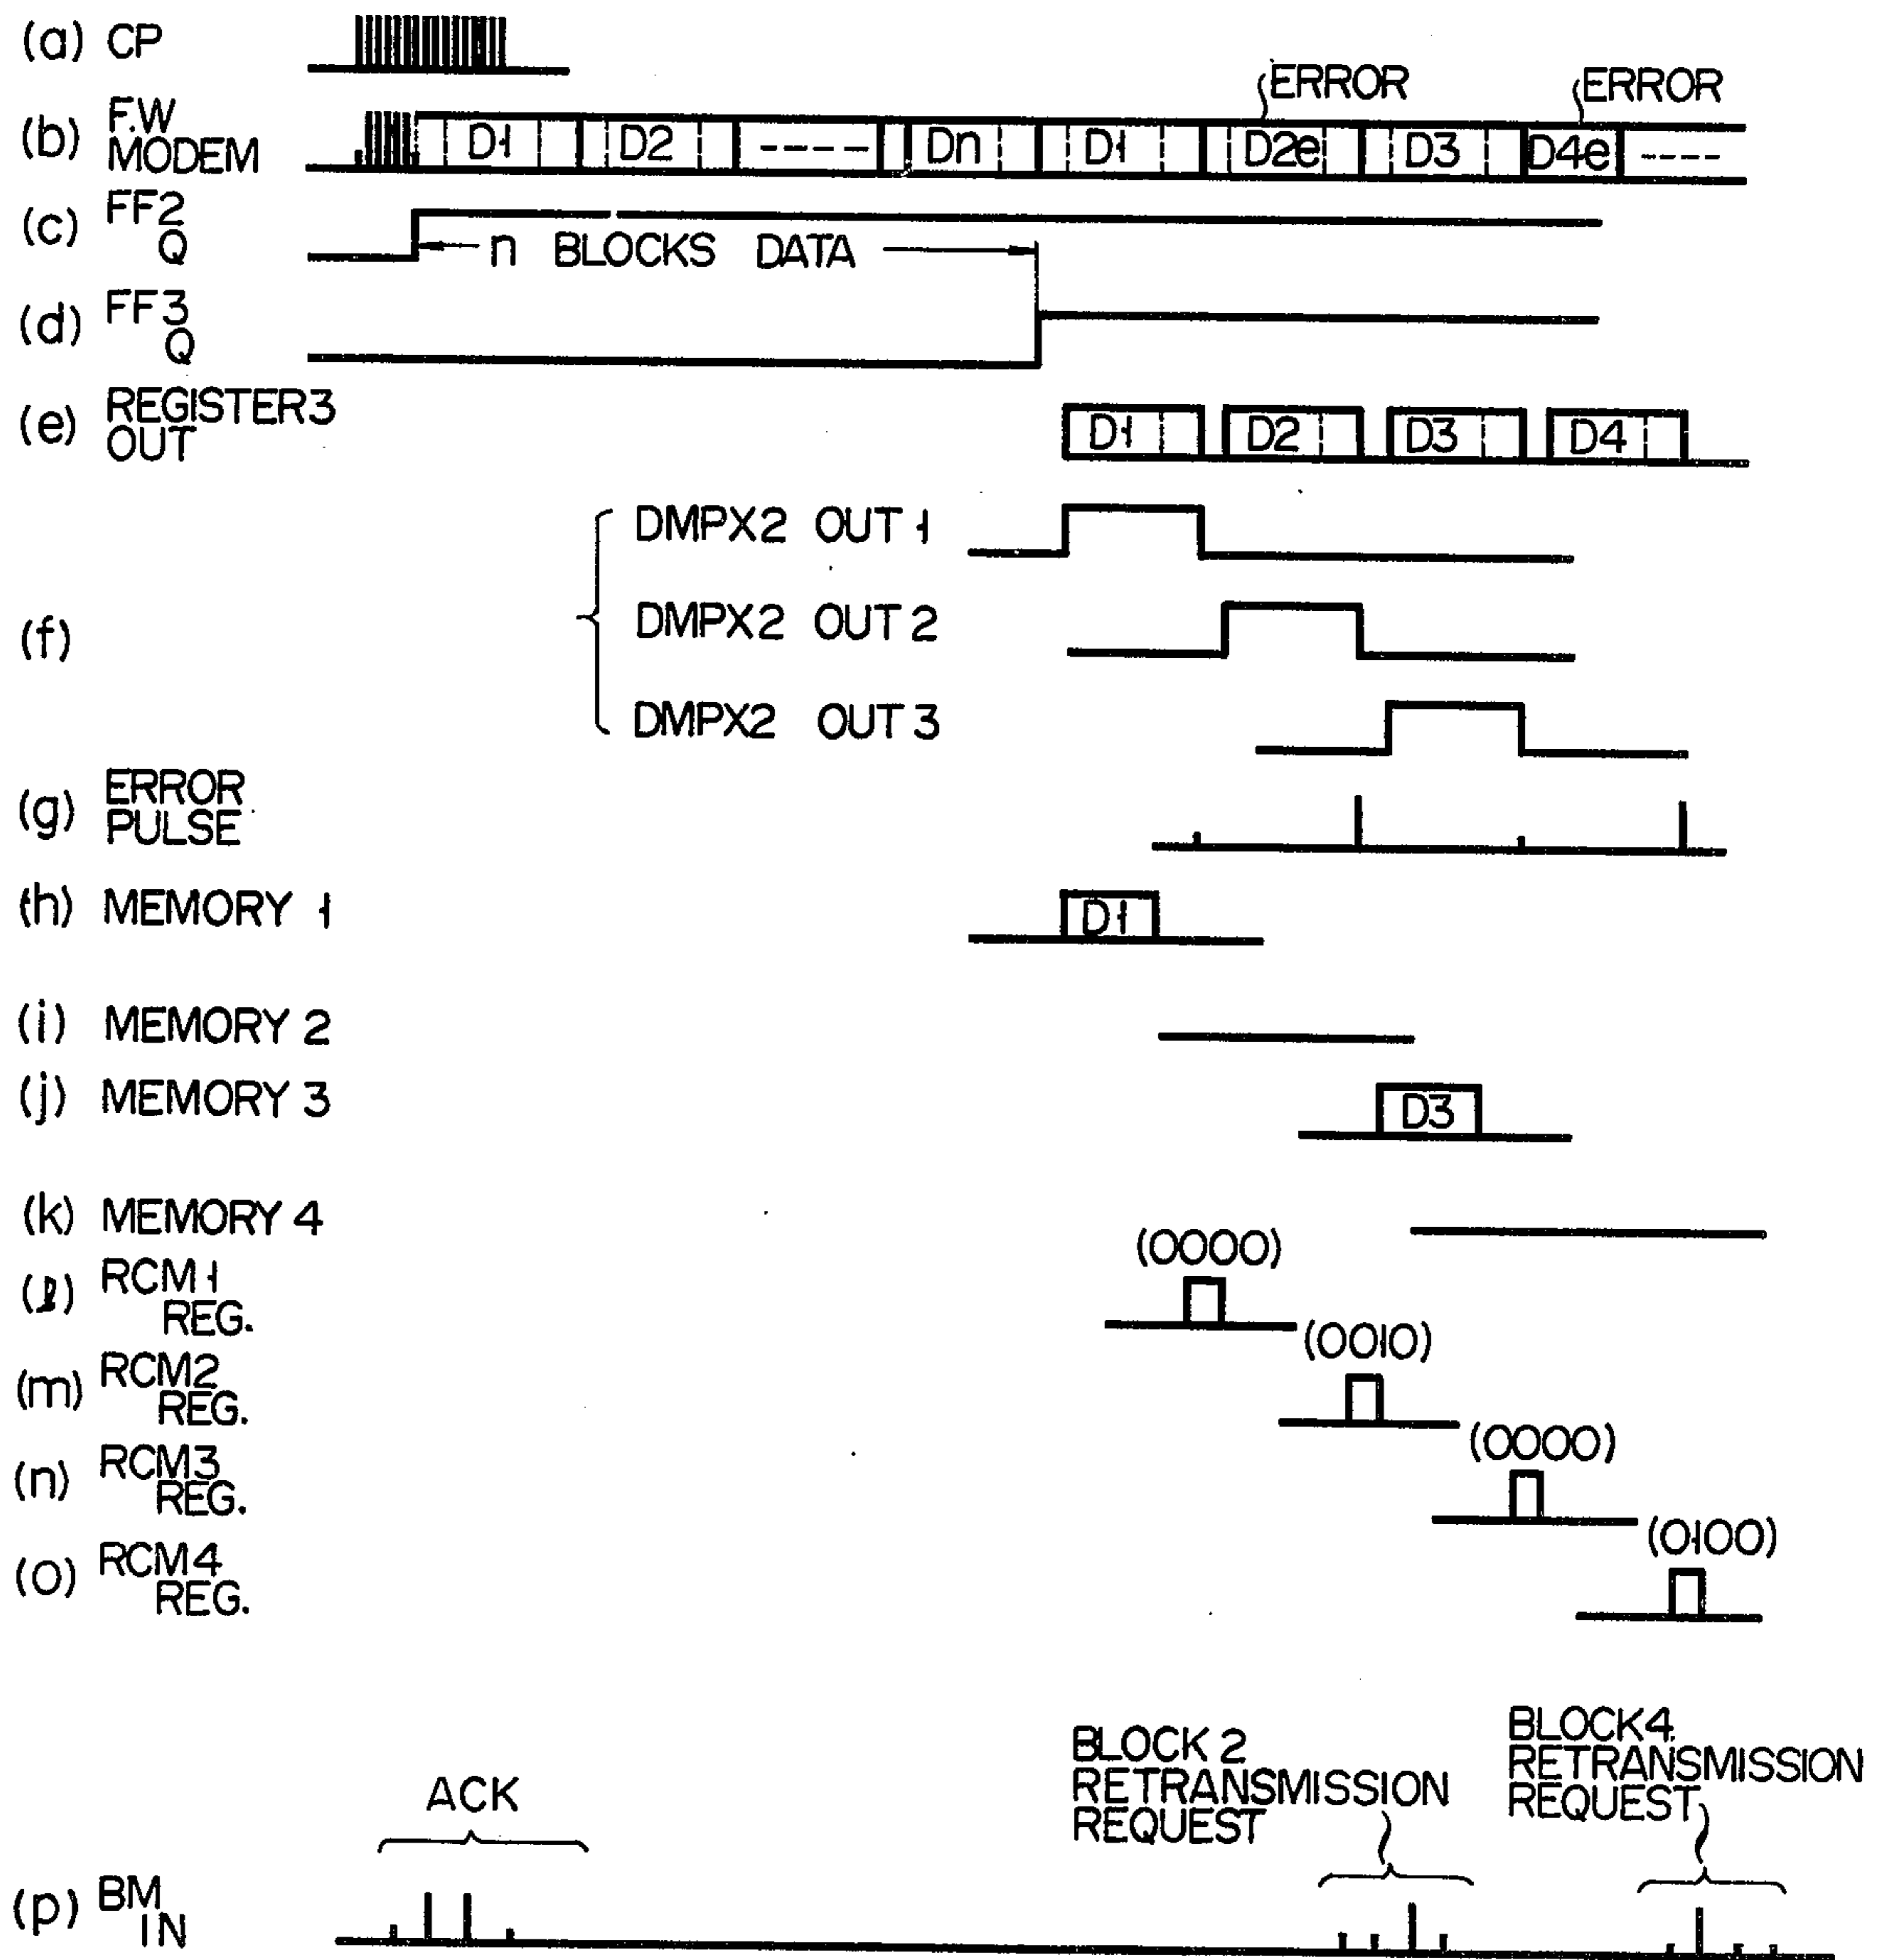 (a) CP
ERROR ERROR
(b) F.W MODEM D1 D2 ----- Dn D1 D2e D3 D4e ----
(c) FF2 Q n BLOCKS DATA
(d) FF3 Q
(e) REGISTER3 OUT D1 D2 D3 D4
DMPX2 OUT 1
(f) DMPX2 OUT 2
DMPX2 OUT 3
(g) ERROR PULSE
(h) MEMORY 1 D1
(i) MEMORY 2
(j) MEMORY 3 D3
(k) MEMORY 4
(0000)
(l) RCM1 REG.
(0010)
(m) RCM2 REG.
(0000)
(n) RCM3 REG.
(0100)
(o) RCM4 REG.
ACK
BLOCK 2 RETRANSMISSION REQUEST
BLOCK4 RETRANSMISSION REQUEST
(p) BM IN